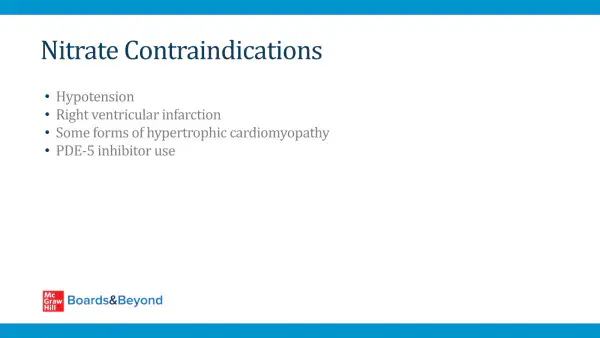 Nitrate Contraindications
• Hypotension
• Right ventricular infarction
• Some forms of hypertrophic cardiomyopathy
• PDE-5 inhibitor use
Mc
Graw
Hill
Boards&Beyond